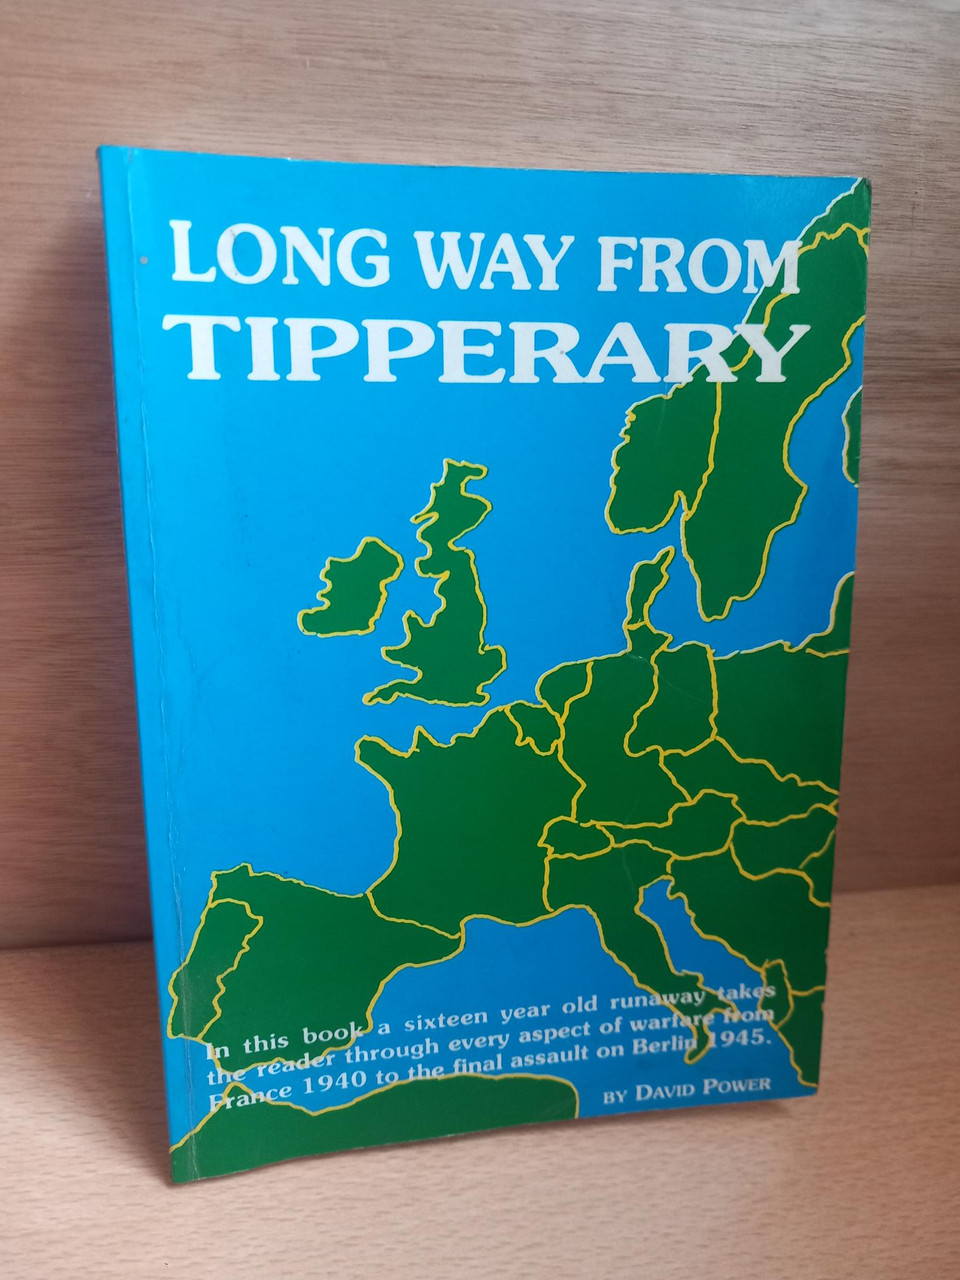 LONG WAY FROM
TIPPERARY
In this book a sixteen year old runaway takes
the reader through every aspect of warfare from
France 1940 to the final assault on Berlin 1945.
BY DAVID POWER